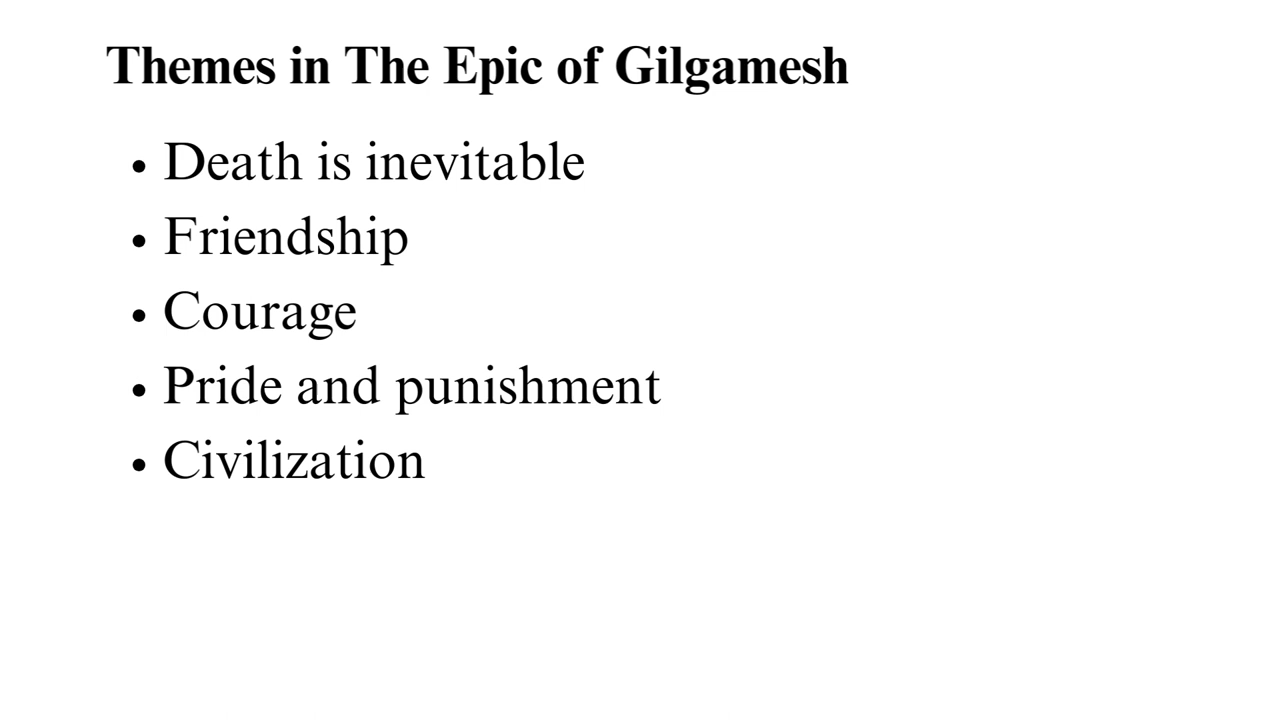 Themes in The Epic of Gilgamesh
• Death is inevitable
• Friendship
• Courage
• Pride and punishment
• Civilization